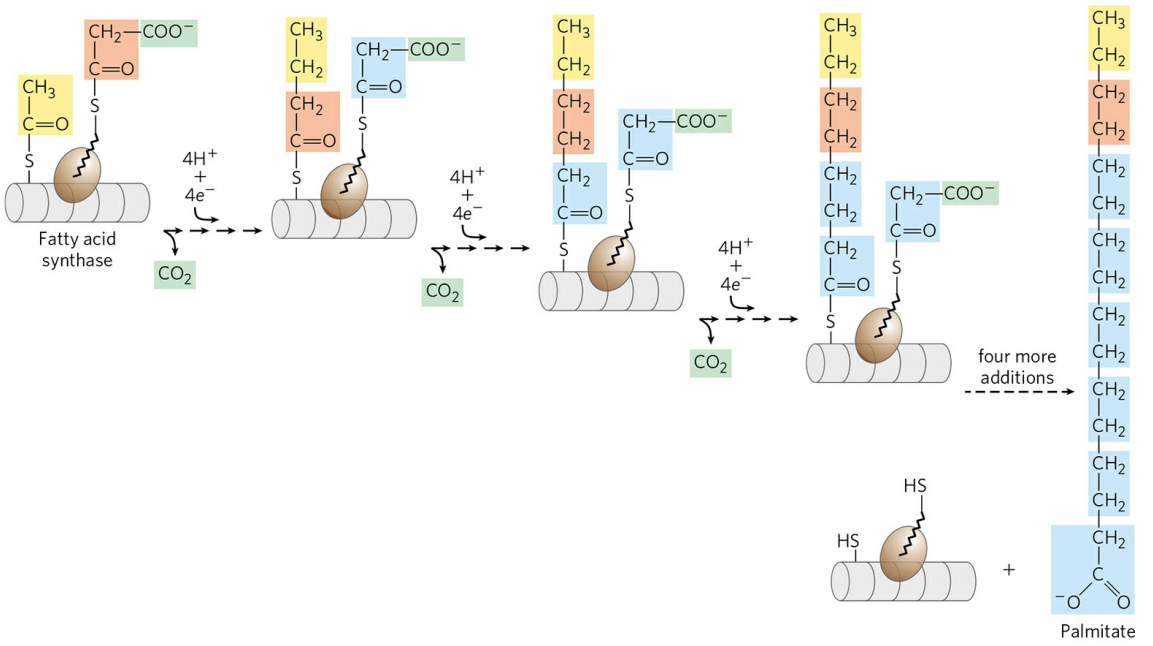 CH₂—COO⁻
C=O
S
CH₃
C=O
S
Fatty acid
synthase
4H⁺
+
4e⁻
CO₂
CH₃
CH₂
CH₂
C=O
S
CH₂—COO⁻
C=O
S
4H⁺
+
4e⁻
CO₂
CH₃
CH₂
CH₂
CH₂
CH₂
C=O
S
CH₂—COO⁻
C=O
S
4H⁺
+
4e⁻
CO₂
CH₃
CH₂
CH₂
CH₂
CH₂
CH₂
CH₂
C=O
S
CH₂—COO⁻
C=O
S
four more
additions
HS
HS
+
CH₃
CH₂
CH₂
CH₂
CH₂
CH₂
CH₂
CH₂
CH₂
CH₂
CH₂
CH₂
CH₂
CH₂
CH₂
C
⁻O O
Palmitate